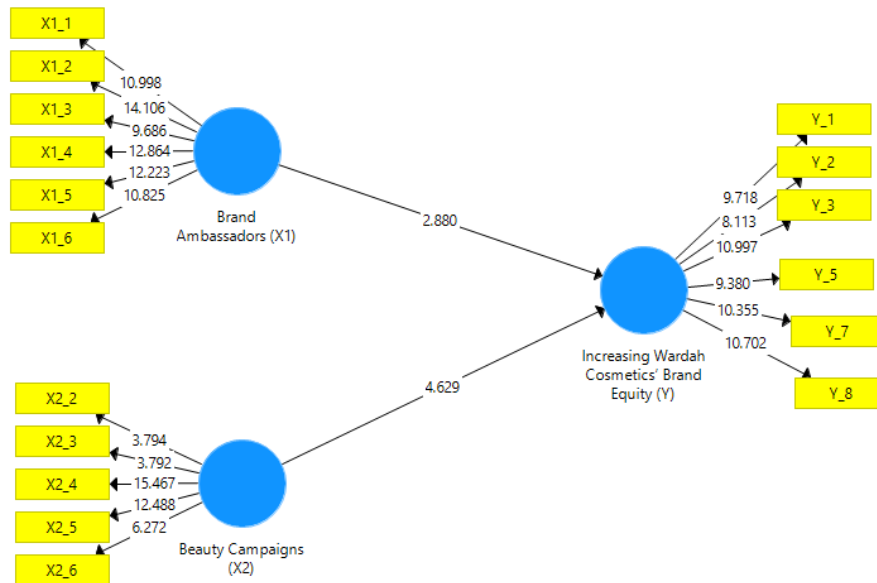 X1_1
X1_2
X1_3
X1_4
X1_5
X1_6
10.998
14.106
9.686
12.864
12.223
10.825
Brand
Ambassadors (X1)
2.880
Y_1
Y_2
Y_3
Y_5
Y_7
Y_8
9.718
8.113
10.997
9.380
10.355
10.702
Increasing Wardah
Cosmetics' Brand
Equity (Y)
4.629
X2_2
X2_3
X2_4
X2_5
X2_6
3.794
3.792
15.467
12.488
6.272
Beauty Campaigns
(X2)